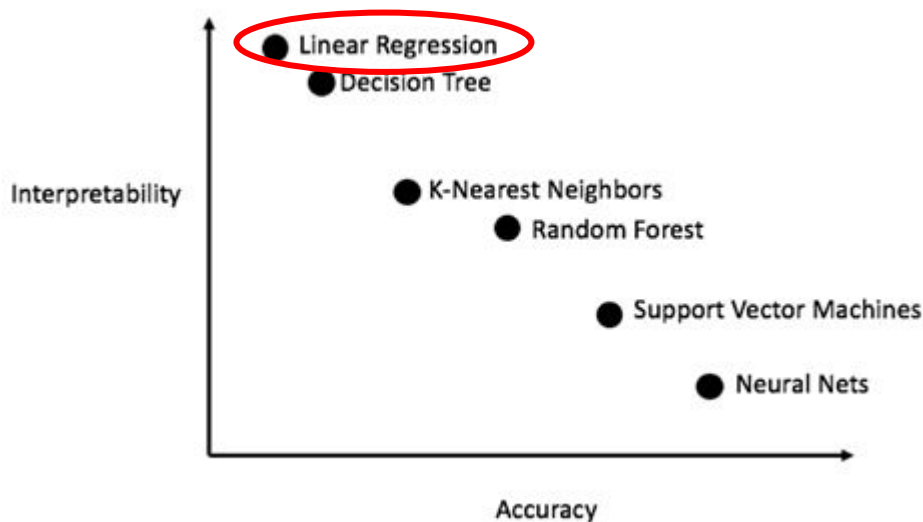 Linear Regression
Decision Tree
Interpretability
K-Nearest Neighbors
Random Forest
Support Vector Machines
Neural Nets
Accuracy